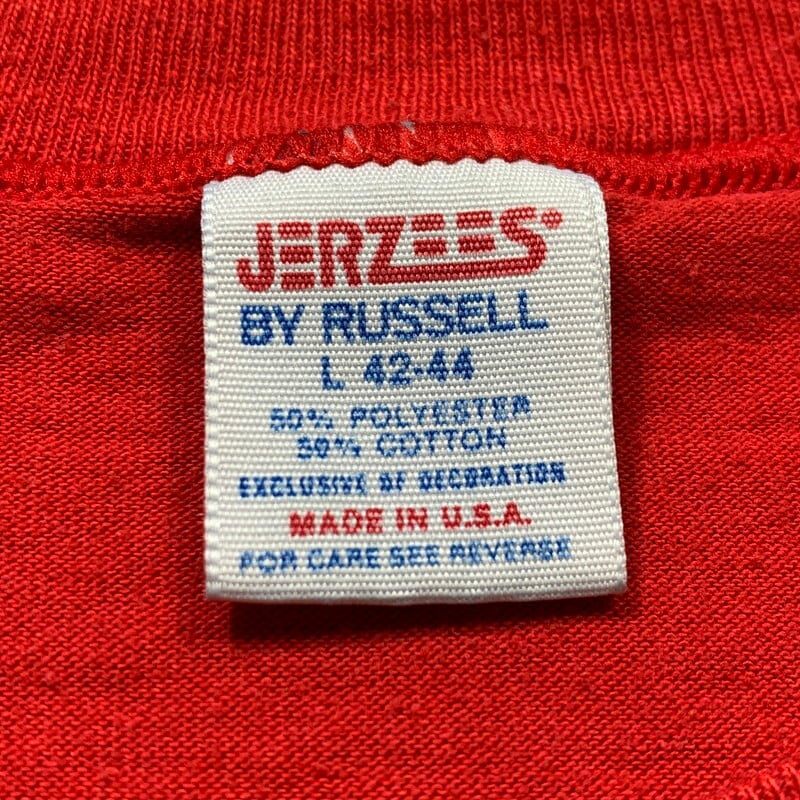 JERZEES®
BY RUSSELL
L 42-44
50% POLYESTER
50% COTTON
EXCLUSIVE OF DECORATION
MADE IN U.S.A.
FOR CARE SEE REVERSE